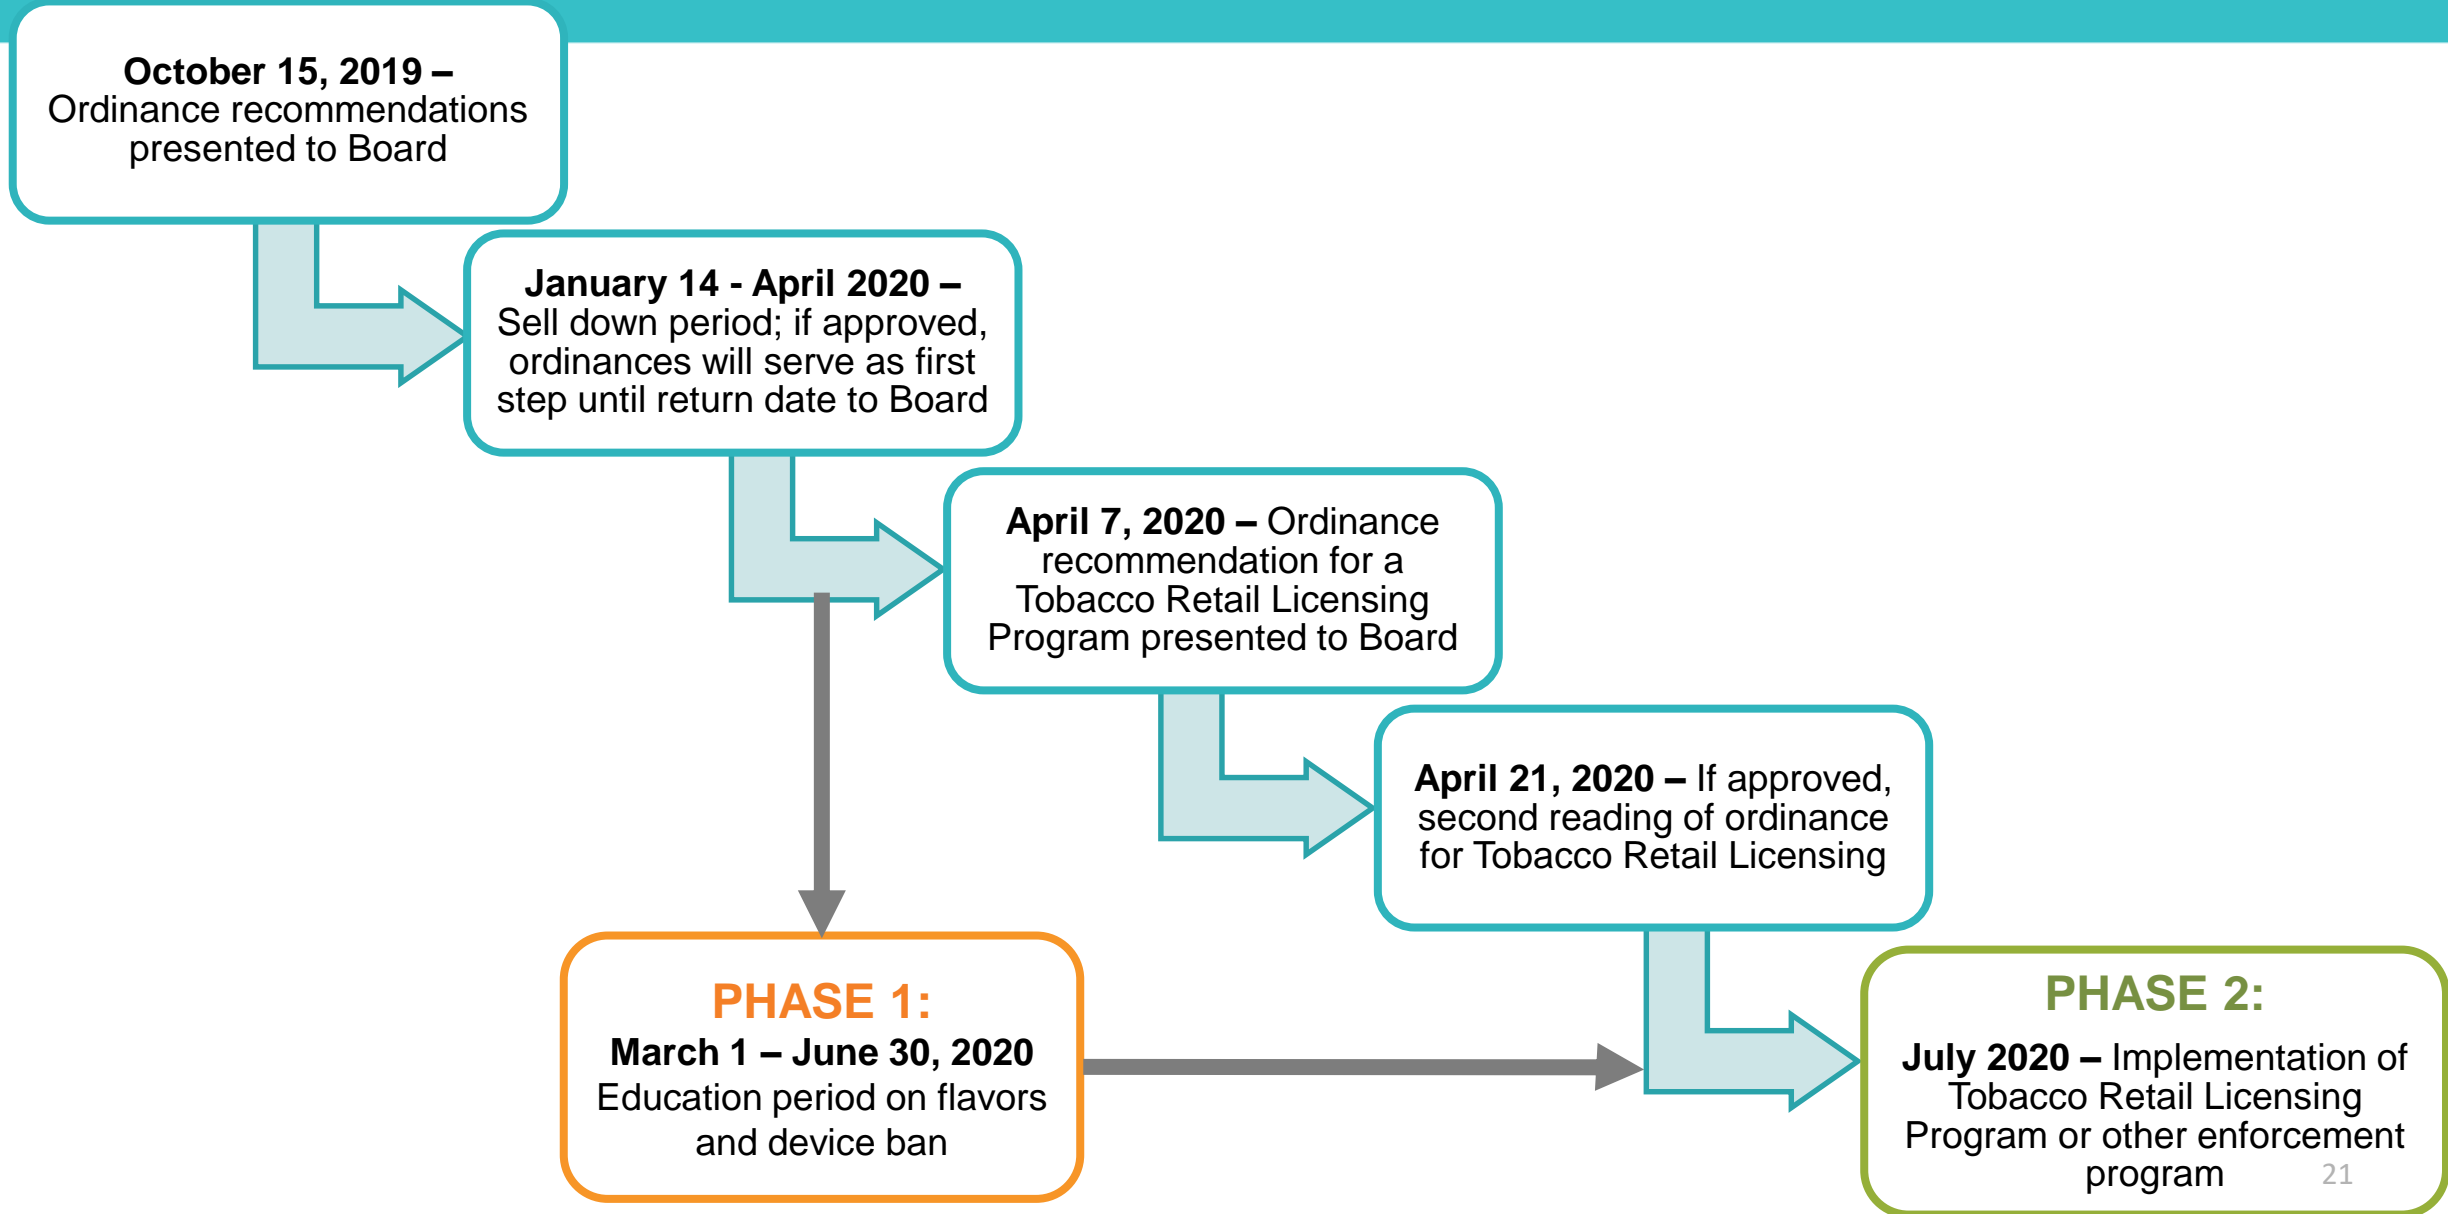 October 15, 2019 –
Ordinance recommendations
presented to Board
January 14 - April 2020 –
Sell down period; if approved,
ordinances will serve as first
step until return date to Board
April 7, 2020 – Ordinance
recommendation for a
Tobacco Retail Licensing
Program presented to Board
April 21, 2020 – If approved,
second reading of ordinance
for Tobacco Retail Licensing
PHASE 1:
March 1 – June 30, 2020
Education period on flavors
and device ban
PHASE 2:
July 2020 – Implementation of
Tobacco Retail Licensing
Program or other enforcement
program
21